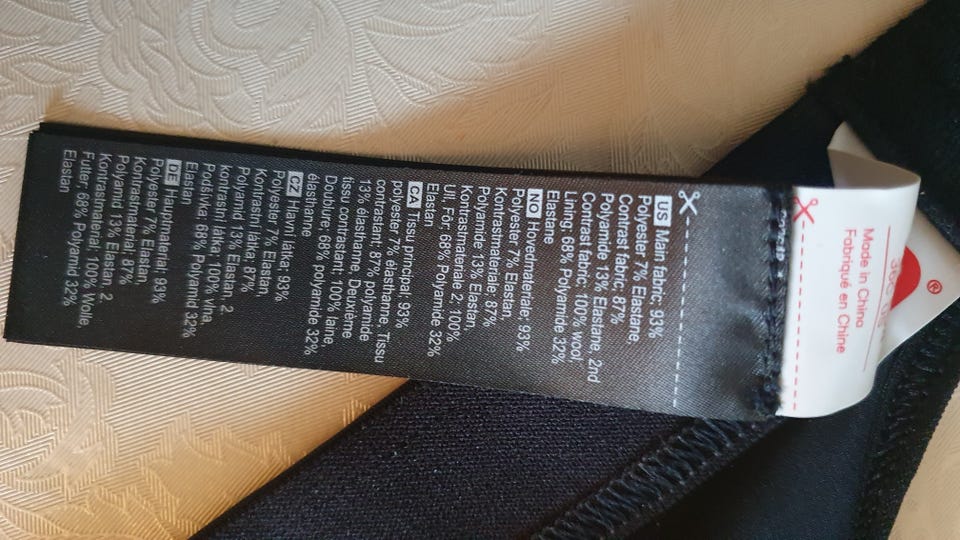 US Main fabric; 93%
Polyester 7% Elastane,
Contrast fabric; 87%
Polyamide 13% Elastane, 2nd
Contrast fabric; 100% wool,
Lining; 68% Polyamide 32%
Elastane
NO Hovedmateriale; 93%
Polyester 7% Elastan,
Kontrastmateriale; 87%
Polyamide 13% Elastan,
Kontrastmateriale 2; 100%
Ull, Fôr; 68% Polyamide 32%
Elastan
CA Tissu principal; 93%
polyester 7% élasthanne, Tissu
contrastant; 87% polyamide
13% élasthanne, Deuxième
tissu contrastant; 100% laine,
Doublure, 68% polyamide 32%
élasthane
CZ Hlavní látka; 93%
Polyester 7% Elastan,
Kontrastní látka; 87%
Polyamid 13% Elastan, 2.
kontrastní látka; 100% vlna,
Podšívka; 68% Polyamid 32%
Elastan
DE Hauptmaterial; 93%
Polyester 7% Elastan,
Kontrastmaterial; 87%
Polyamid 13% Elastan, 2.
Kontrastmaterial; 100% Wolle,
Futter; 68% Polyamid 32%
Elastan
Made in China
Fabriqué en Chine
®